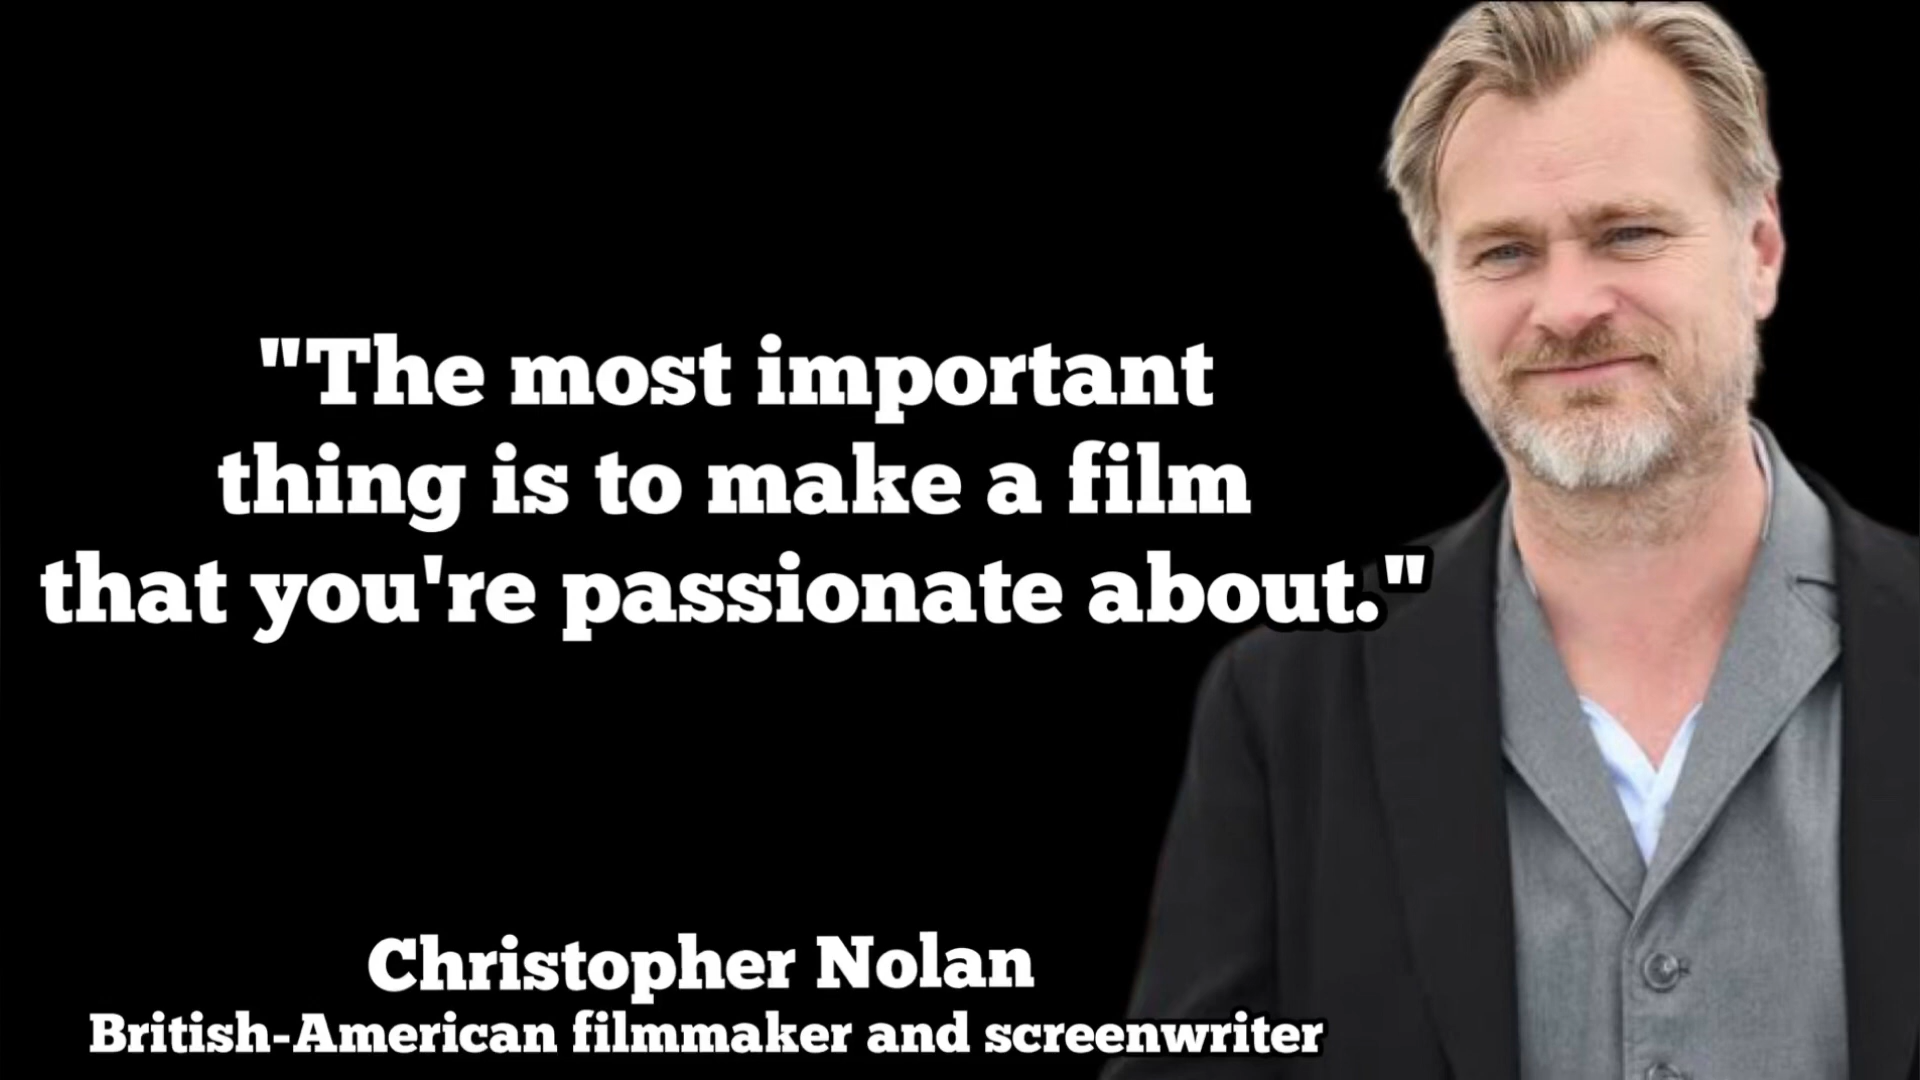 "The most important
thing is to make a film
that you're passionate about."
Christopher Nolan
British-American filmmaker and screenwriter